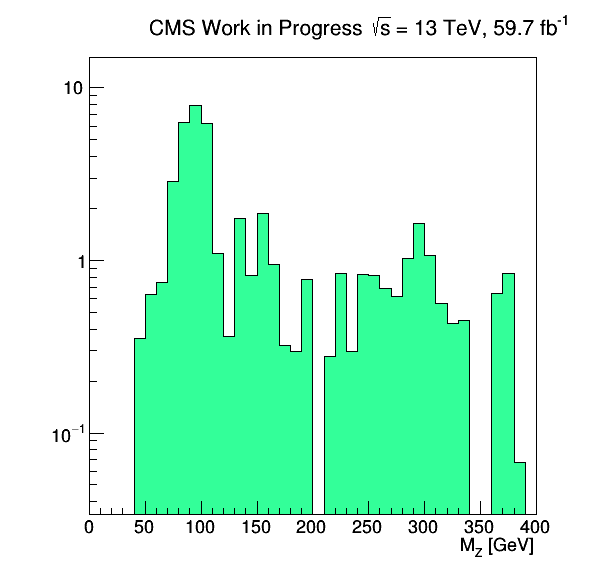 CMS Work in Progress √s = 13 TeV, 59.7 fb⁻¹
10
1
10⁻¹
0 50 100 150 200 250 300 350 400
M_Z [GeV]